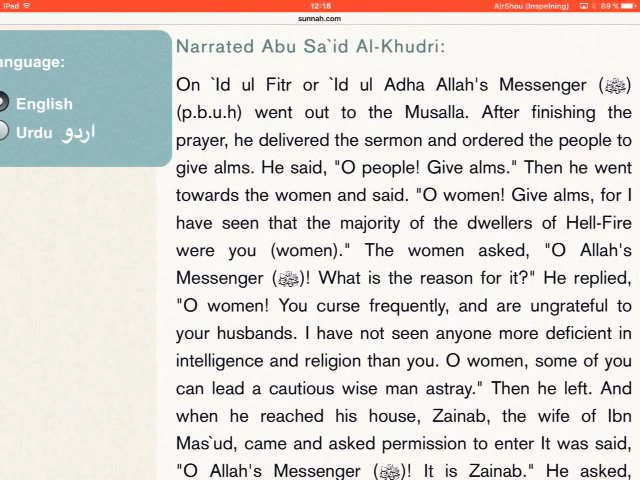 iPad 12:15 AirShou (Inspelning) 89 %
sunnah.com
anguage:
English
Urdu اردو
Narrated Abu Sa`id Al-Khudri:
On `Id ul Fitr or `Id ul Adha Allah's Messenger (ﷺ)
(p.b.u.h) went out to the Musalla. After finishing the
prayer, he delivered the sermon and ordered the people to
give alms. He said, "O people! Give alms." Then he went
towards the women and said. "O women! Give alms, for I
have seen that the majority of the dwellers of Hell-Fire
were you (women)." The women asked, "O Allah's
Messenger (ﷺ)! What is the reason for it?" He replied,
"O women! You curse frequently, and are ungrateful to
your husbands. I have not seen anyone more deficient in
intelligence and religion than you. O women, some of you
can lead a cautious wise man astray." Then he left. And
when he reached his house, Zainab, the wife of Ibn
Mas`ud, came and asked permission to enter It was said,
"O Allah's Messenger (ﷺ)! It is Zainab." He asked,